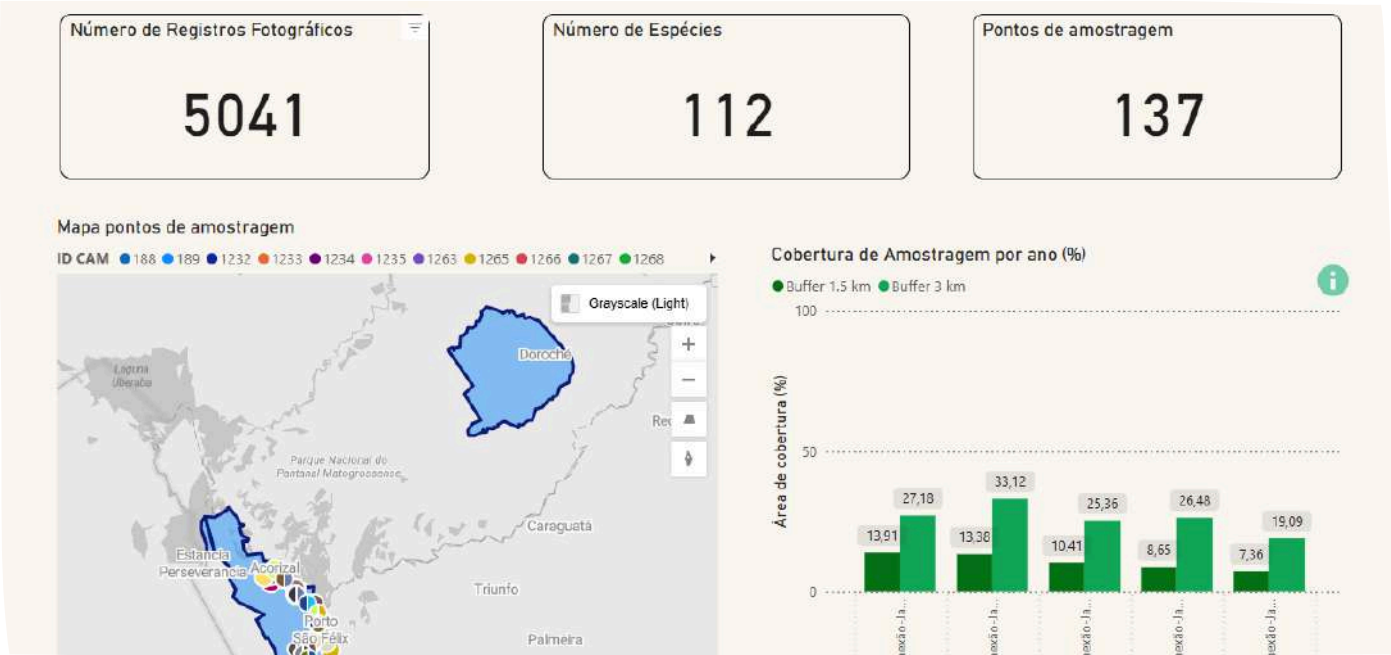 Número de Registros Fotográficos
5041
Número de Espécies
112
Pontos de amostragem
137
Mapa pontos de amostragem
ID CAM 188 189 1232 1233 1234 1235 1263 1265 1266 1267 1268
Grayscale (Light)
Doroché
Laguna
Uberaba
Parque Nacional do
Pantanal Matogrossense
Caraguatá
Estancia
Perseverancia
Acorizal
Triunfo
Porto
São Félix
Palmeira
Cobertura de Amostragem por ano (%)
Buffer 1.5 km Buffer 3 km
Área de cobertura (%)
100
50
0
13,91
27,18
13,38
33,12
10,41
25,36
8,65
26,48
7,36
19,09